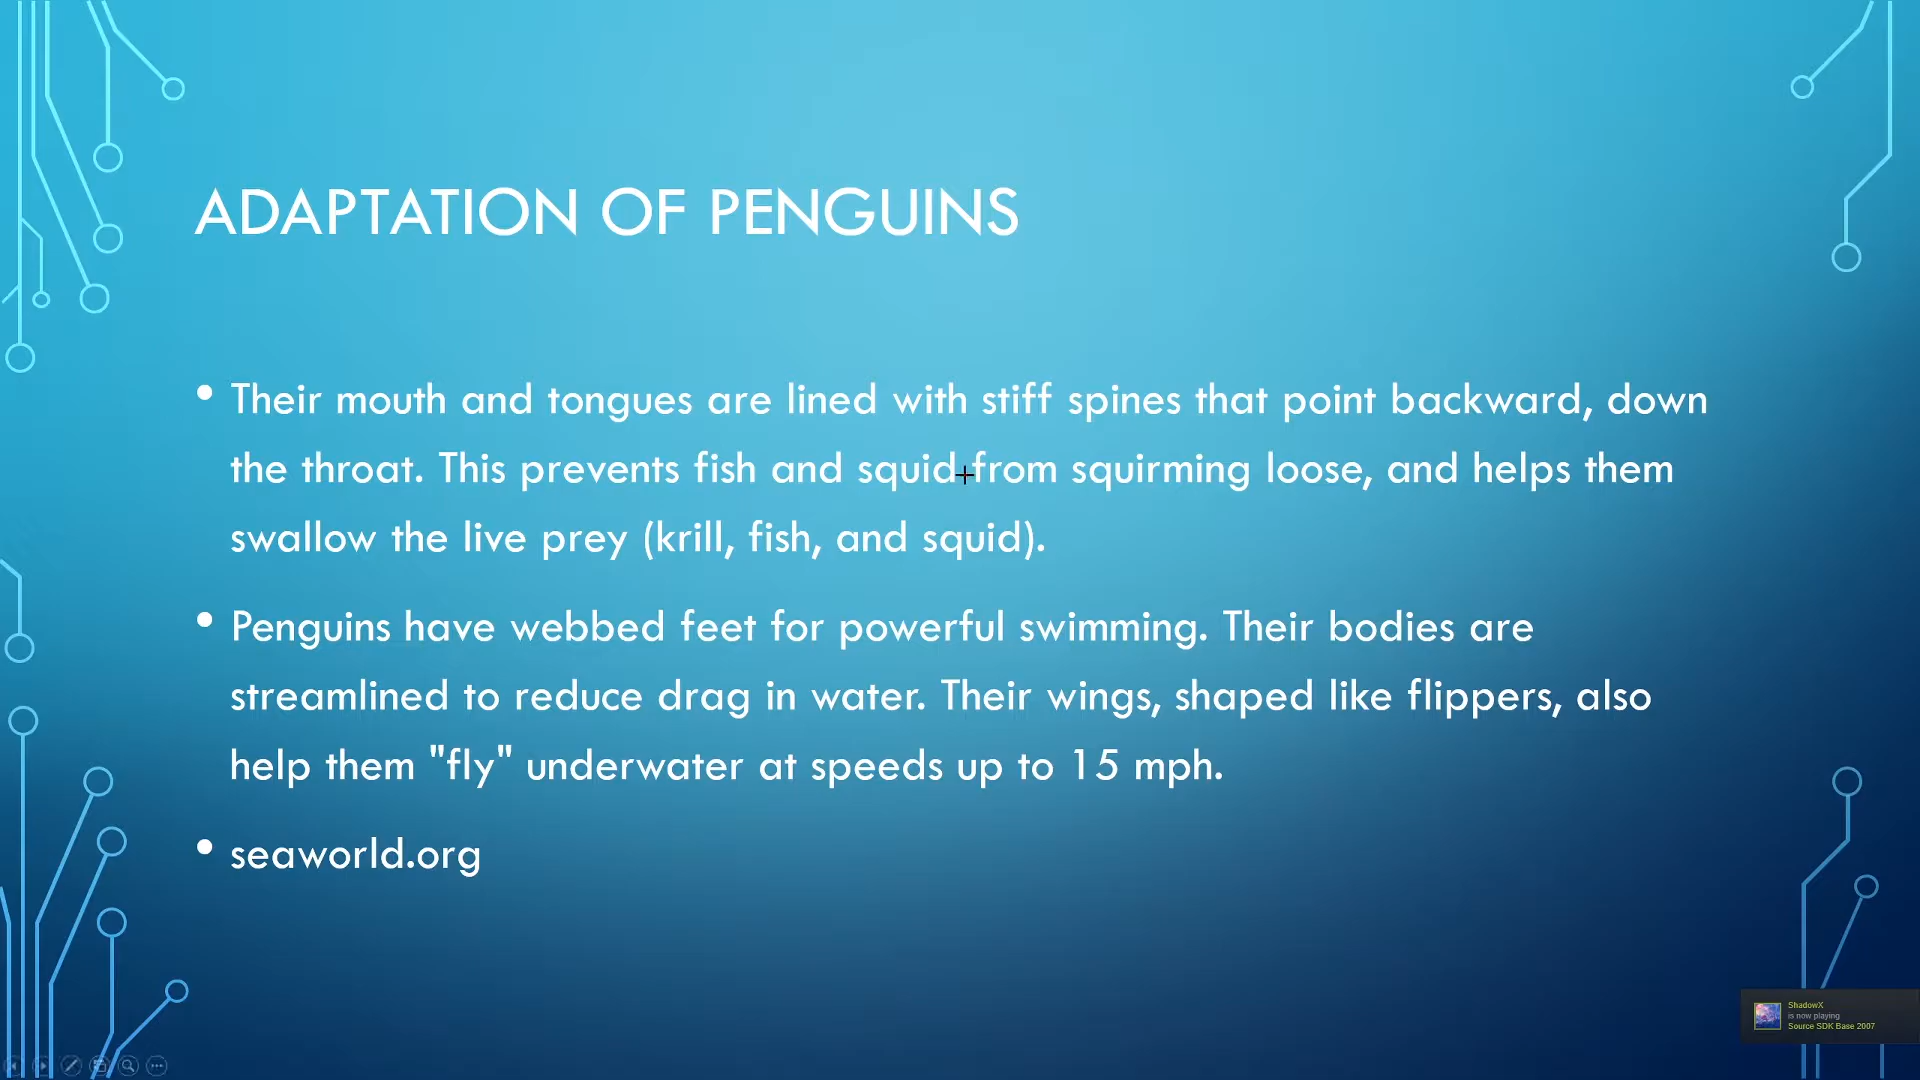 ADAPTATION OF PENGUINS
• Their mouth and tongues are lined with stiff spines that point backward, down
the throat. This prevents fish and squid from squirming loose, and helps them
swallow the live prey (krill, fish, and squid).
• Penguins have webbed feet for powerful swimming. Their bodies are
streamlined to reduce drag in water. Their wings, shaped like flippers, also
help them "fly" underwater at speeds up to 15 mph.
• seaworld.org
ShadowX
is now playing
Source SDK Base 2007